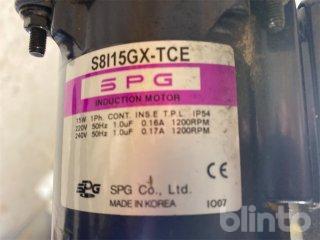 S8I15GX-TCE
SPG
INDUCTION MOTOR
15W 1Ph. CONT. INS.E T.P.L. IP54
220V 50Hz 1.0uF 0.16A 1200RPM
240V 50Hz 1.0uF 0.17A 1200RPM
CE
SPG SPG Co., Ltd.
MADE IN KOREA IO07
blinto